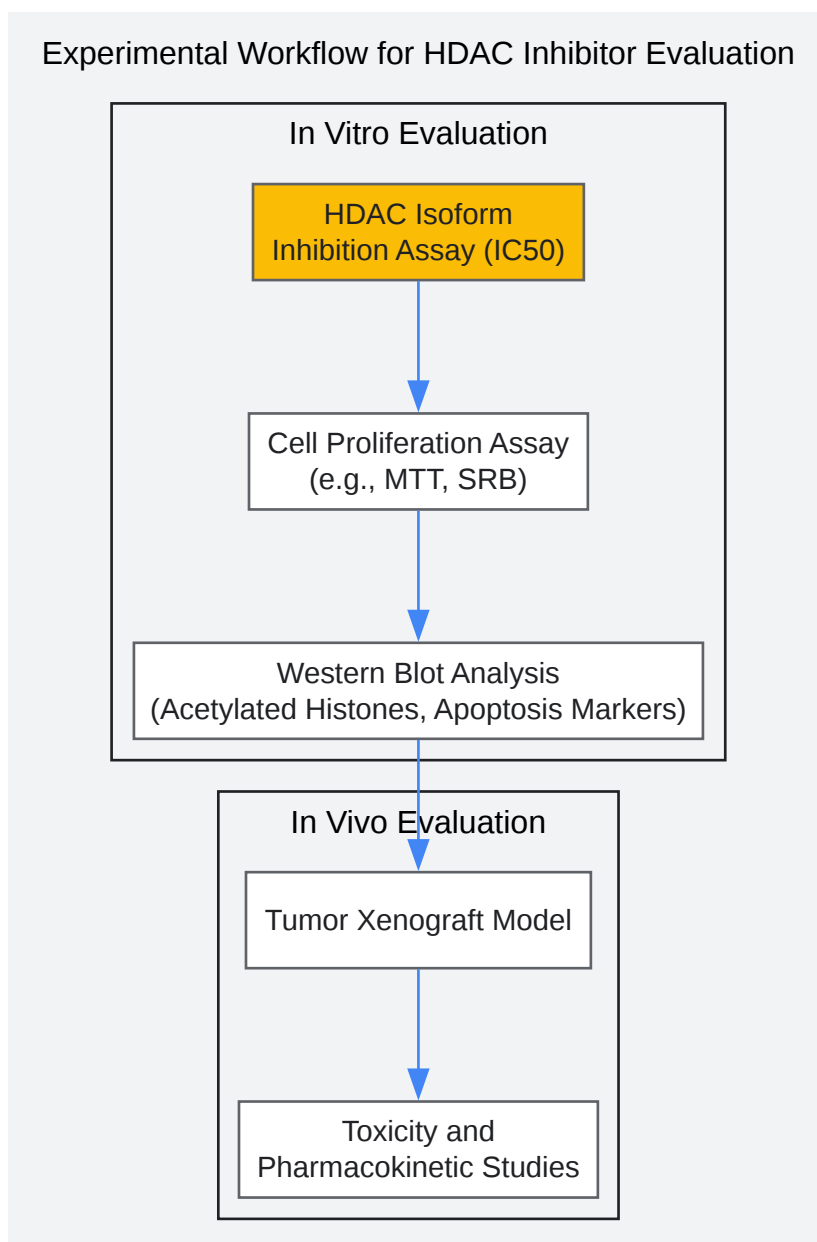 Experimental Workflow for HDAC Inhibitor Evaluation
In Vitro Evaluation
HDAC Isoform
Inhibition Assay (IC50)
Cell Proliferation Assay
(e.g., MTT, SRB)
Western Blot Analysis
(Acetylated Histones, Apoptosis Markers)
In Vivo Evaluation
Tumor Xenograft Model
Toxicity and
Pharmacokinetic Studies